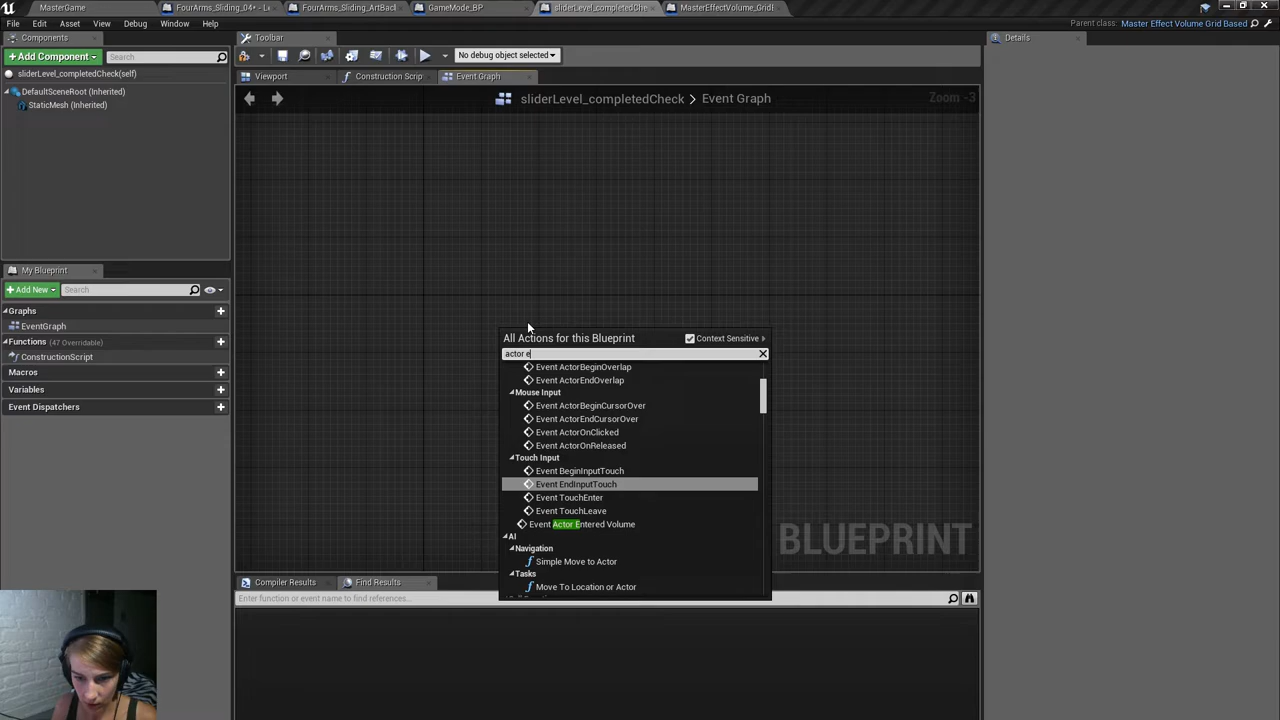 MasterGame
FourArms_Sliding_04* - Le
FourArms_Sliding_ArtBacl
GameMode_BP
sliderLevel_completedChe
MasterEffectVolume_GridE
File Edit Asset View Debug Window Help
Parent class: Master Effect Volume Grid Based
Components
Toolbar
Details
+Add Component
Search
No debug object selected
sliderLevel_completedCheck(self)
Viewport
Construction Scrip
Event Graph
DefaultSceneRoot (Inherited)
StaticMesh (Inherited)
sliderLevel_completedCheck > Event Graph
Zoom -3
My Blueprint
+Add New
Search
Graphs
EventGraph
Functions (47 Overridable)
ConstructionScript
Macros
Variables
Event Dispatchers
All Actions for this Blueprint
Context Sensitive
actor e
Event ActorBeginOverlap
Event ActorEndOverlap
Mouse Input
Event ActorBeginCursorOver
Event ActorEndCursorOver
Event ActorOnClicked
Event ActorOnReleased
Touch Input
Event BeginInputTouch
Event EndInputTouch
Event TouchEnter
Event TouchLeave
Event Actor Entered Volume
AI
Navigation
Simple Move to Actor
Tasks
Move To Location or Actor
BLUEPRINT
Compiler Results
Find Results
Enter function or event name to find references...